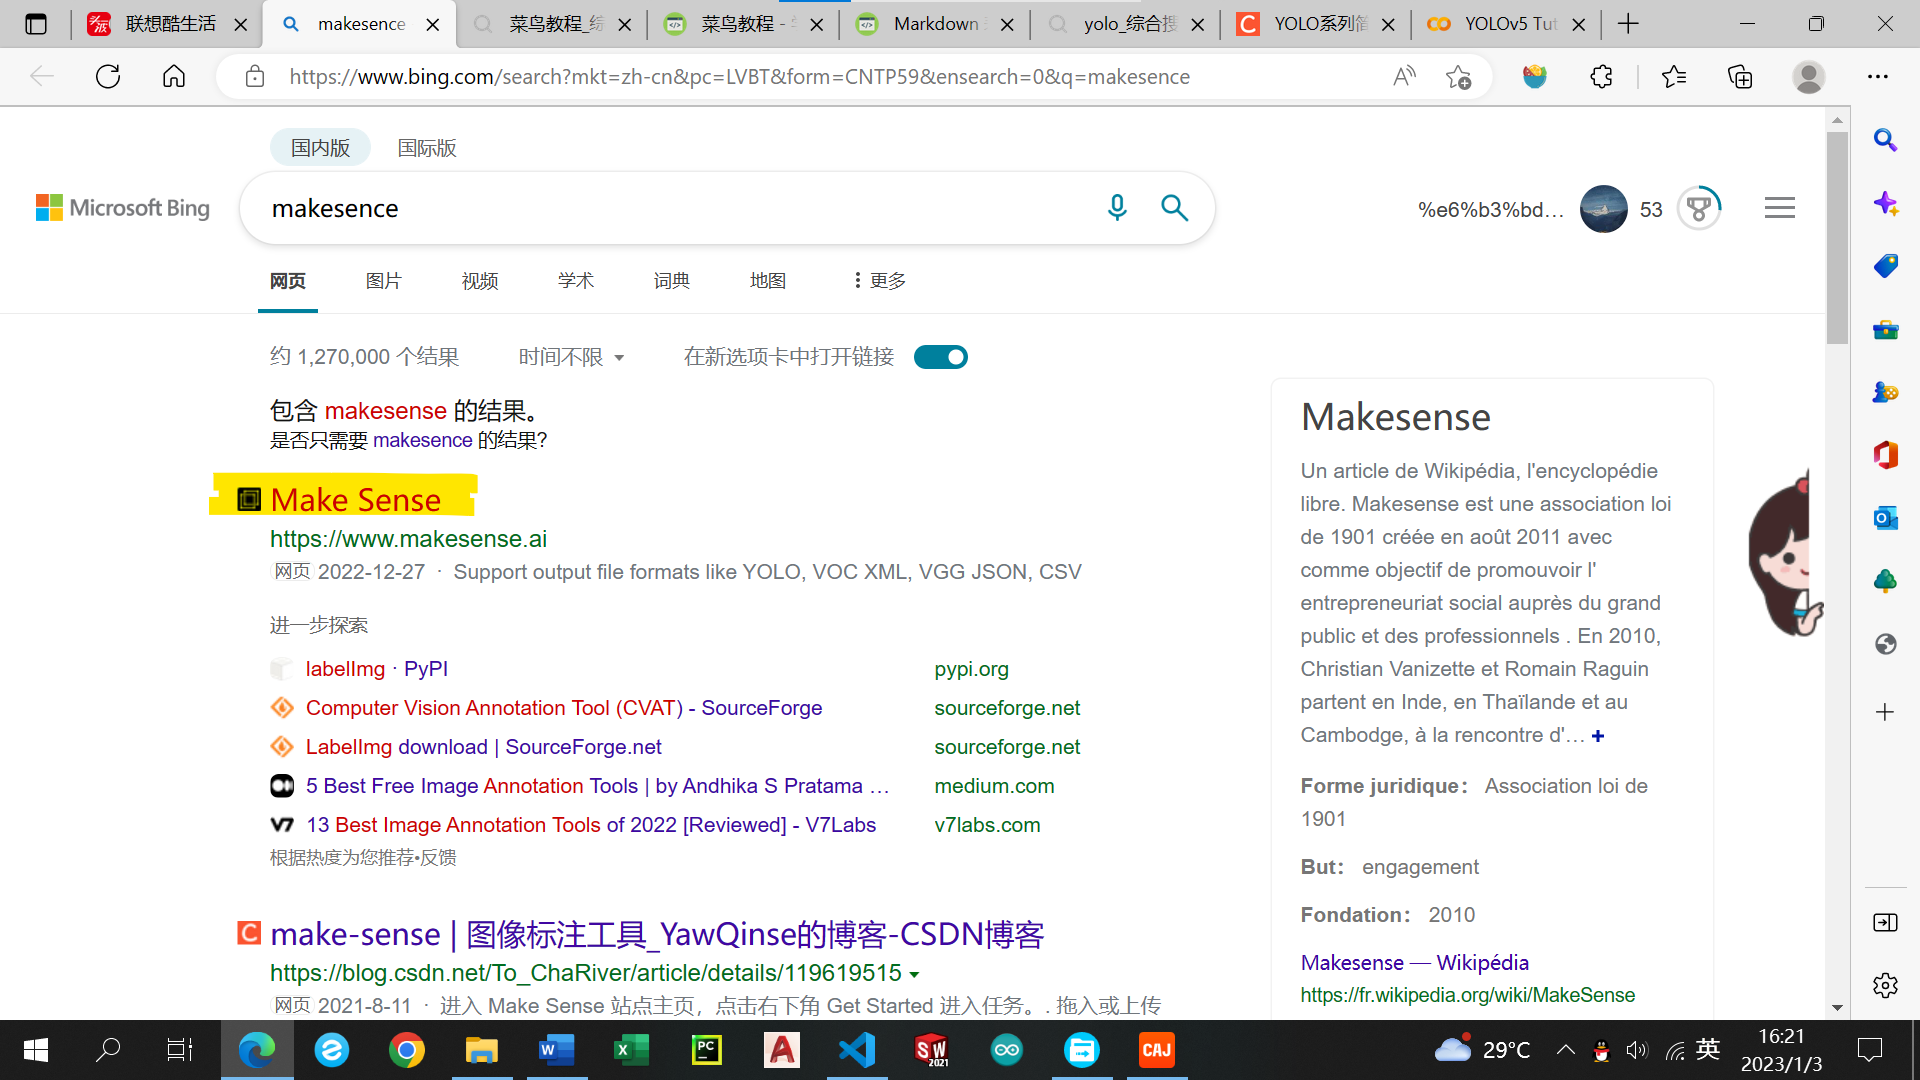 联想酷生活
makesence
菜鸟教程_综
菜鸟教程 -
Markdown
yolo_综合搜
YOLO系列简
YOLOv5 Tut
https://www.bing.com/search?mkt=zh-cn&pc=LVBT&form=CNTP59&ensearch=0&q=makesence
国内版 国际版
Microsoft Bing
makesence
%e6%b3%bd... 53
网页 图片 视频 学术 词典 地图 更多
约 1,270,000 个结果 时间不限 在新选项卡中打开链接
包含 makesense 的结果。
是否只需要 makesence 的结果?
Make Sense
https://www.makesense.ai
网页 2022-12-27 · Support output file formats like YOLO, VOC XML, VGG JSON, CSV
进一步探索
labelImg · PyPI pypi.org
Computer Vision Annotation Tool (CVAT) - SourceForge sourceforge.net
LabelImg download | SourceForge.net sourceforge.net
5 Best Free Image Annotation Tools | by Andhika S Pratama … medium.com
13 Best Image Annotation Tools of 2022 [Reviewed] - V7Labs v7labs.com
根据热度为您推荐•反馈
make-sense | 图像标注工具_YawQinse的博客-CSDN博客
https://blog.csdn.net/To_ChaRiver/article/details/119619515
网页 2021-8-11 · 进入 Make Sense 站点主页，点击右下角 Get Started 进入任务。. 拖入或上传
Makesense
Un article de Wikipédia, l'encyclopédie
libre. Makesense est une association loi
de 1901 créée en août 2011 avec
comme objectif de promouvoir l'
entrepreneuriat social auprès du grand
public et des professionnels . En 2010,
Christian Vanizette et Romain Raguin
partent en Inde, en Thaïlande et au
Cambodge, à la rencontre d'… +
Forme juridique： Association loi de
1901
But： engagement
Fondation： 2010
Makesense — Wikipédia
https://fr.wikipedia.org/wiki/MakeSense
29°C 英
16:21
2023/1/3